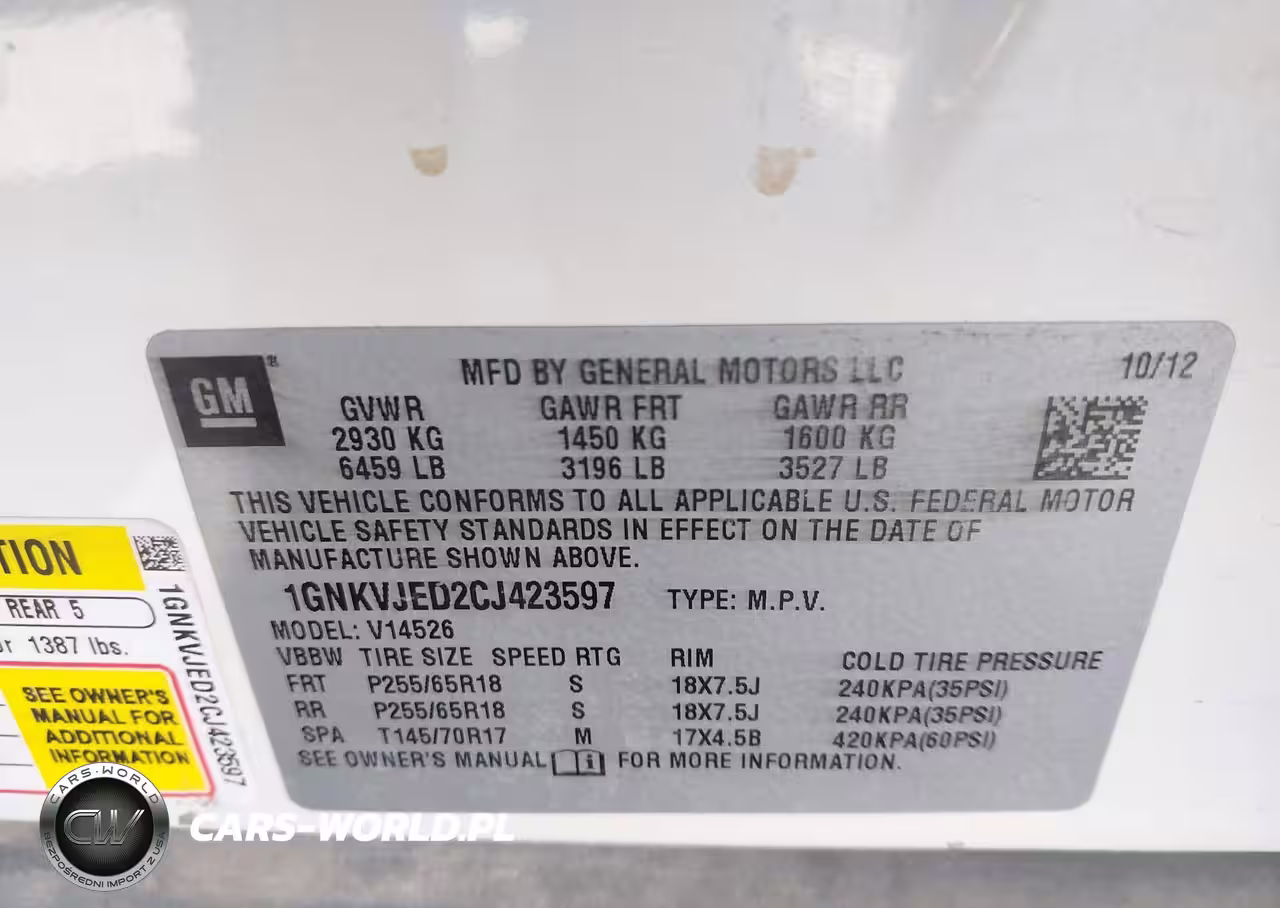 GM
®
MFD BY GENERAL MOTORS LLC
10/12
GVWR GAWR FRT GAWR RR
2930 KG 1450 KG 1600 KG
6459 LB 3196 LB 3527 LB
THIS VEHICLE CONFORMS TO ALL APPLICABLE U.S. FEDERAL MOTOR
VEHICLE SAFETY STANDARDS IN EFFECT ON THE DATE OF
MANUFACTURE SHOWN ABOVE.
1GNKVJED2CJ423597 TYPE: M.P.V.
MODEL: V14526
VBBW TIRE SIZE SPEED RTG RIM COLD TIRE PRESSURE
FRT P255/65R18 S 18X7.5J 240KPA(35PSI)
RR P255/65R18 S 18X7.5J 240KPA(35PSI)
SPA T145/70R17 M 17X4.5B 420KPA(60PSI)
SEE OWNER'S MANUAL i FOR MORE INFORMATION.
TION
REAR 5
or 1387 lbs.
SEE OWNER'S
MANUAL FOR
ADDITIONAL
INFORMATION
1GNKVJED2CJ423597
CARS-WORLD
CW
BEZPOŚREDNI IMPORT Z USA
CARS-WORLD.PL